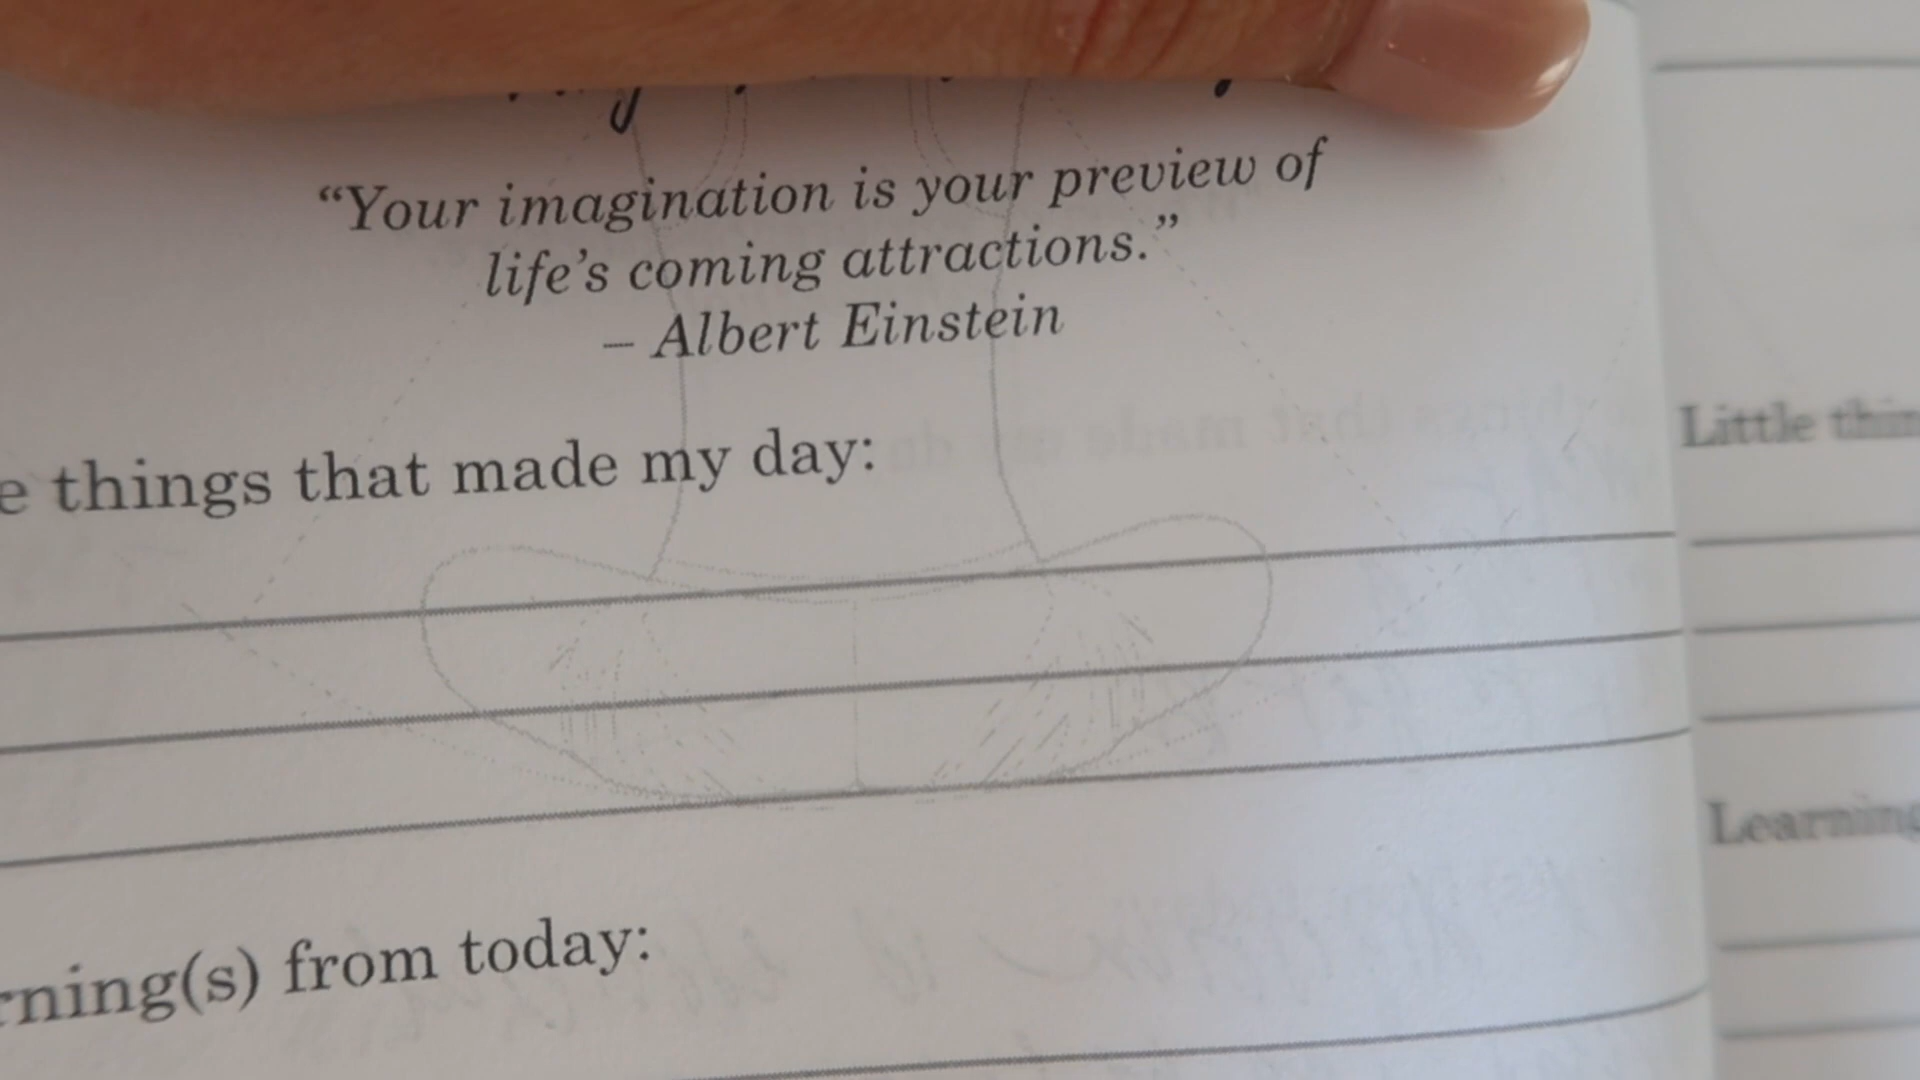 “Your imagination is your preview of
life’s coming attractions.”
– Albert Einstein
things that made my day:
Little
from today:
Learning